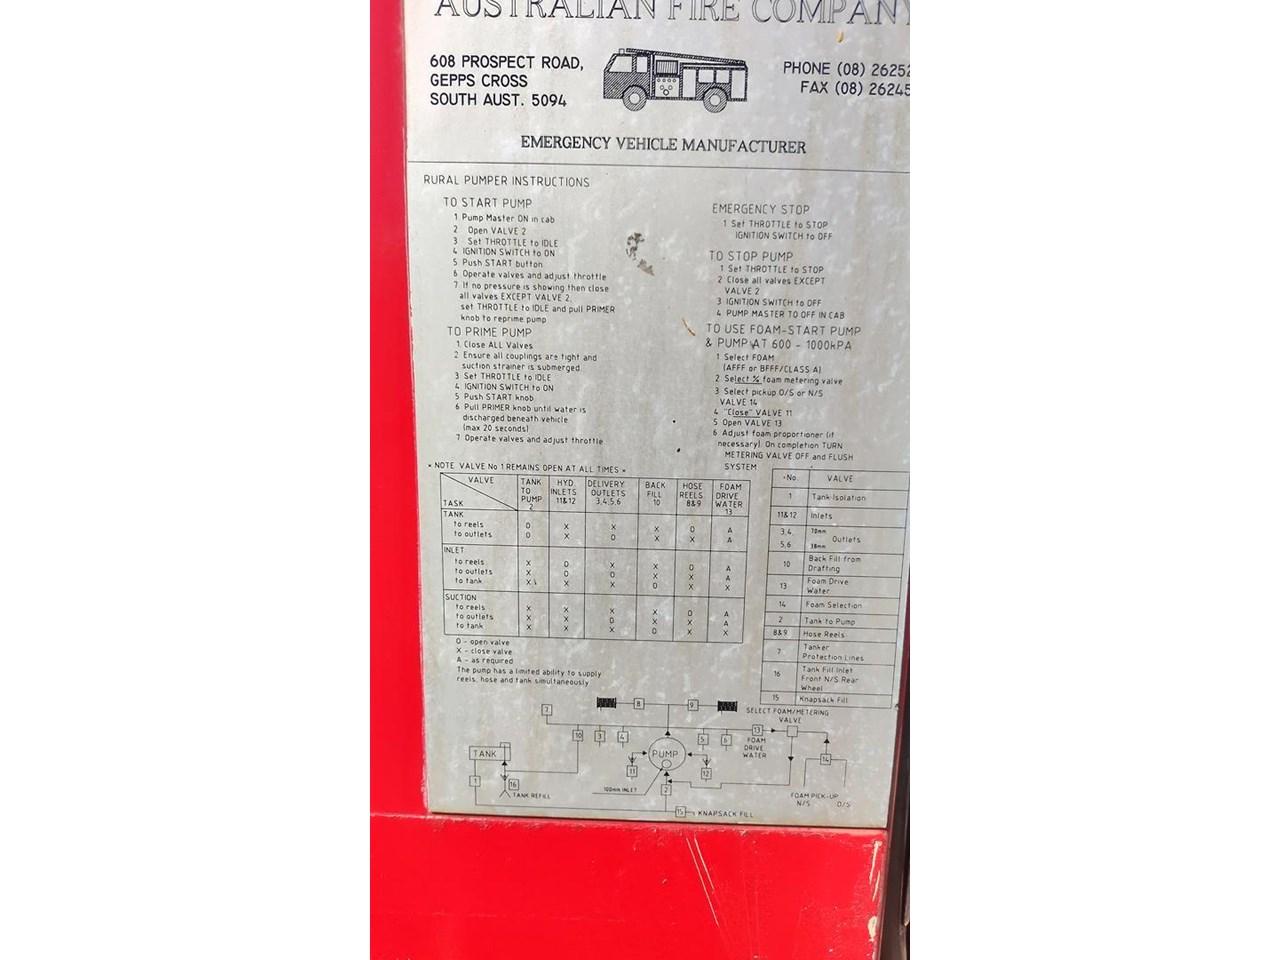 AUSTRALIAN FIRE COMPANY
608 PROSPECT ROAD,
GEPPS CROSS
SOUTH AUST. 5094
PHONE (08) 26252
FAX (08) 26245
EMERGENCY VEHICLE MANUFACTURER
RURAL PUMPER INSTRUCTIONS
TO START PUMP
1 Pump Master ON in cab
2 Open VALVE 2
3 Set THROTTLE to IDLE
4 IGNITION SWITCH to ON
5 Push START button
6 Operate valves and adjust throttle
7 If no pressure is showing then close
all valves EXCEPT VALVE 2,
set THROTTLE to IDLE and pull PRIMER
knob to reprime pump
TO PRIME PUMP
1 Close ALL Valves
2 Ensure all couplings are tight and
suction strainer is submerged
3 Set THROTTLE to IDLE
4 IGNITION SWITCH to ON
5 Push START knob
6 Pull PRIMER knob until water is
discharged beneath vehicle
(max 20 seconds)
7 Operate valves and adjust throttle
EMERGENCY STOP
1 Set THROTTLE to STOP
IGNITION SWITCH to OFF
TO STOP PUMP
1 Set THROTTLE to STOP
2 Close all valves EXCEPT
VALVE 2
3 IGNITION SWITCH to OFF
4 PUMP MASTER TO OFF IN CAB
TO USE FOAM-START PUMP
& PUMP AT 600 - 1000kPA
1 Select FOAM
(AFFF or BFFF/CLASS A)
2 Select % foam metering valve
3 Select pickup O/S or N/S
VALVE 14
4 "Close" VALVE 11
5 Open VALVE 13
6 Adjust foam proportioner (if
necessary). On completion TURN
METERING VALVE OFF and FLUSH
SYSTEM
* NOTE VALVE No 1 REMAINS OPEN AT ALL TIMES *
VALVE TASK TANK TO PUMP 2 HYD. INLETS 11&12 DELIVERY OUTLETS 3,4,5,6 BACK FILL 10 HOSE REELS 8&9 FOAM DRIVE WATER 13
TANK
to reels O X X X O A
to outlets O X O X X A
INLET
to reels X O X X O A
to outlets X O O X X A
to tank X X X O X X
SUCTION
to reels X X X X O A
to outlets X X O X X A
to tank X X X O X X
O - open valve
X - close valve
A - as required
The pump has a limited ability to supply
reels, hose and tank simultaneously
No. VALVE
1 Tank Isolation
11&12 Inlets
3,4, 70mm
5,6 38mm Outlets
10 Back Fill from
Drafting
13 Foam Drive
Water
14 Foam Selection
2 Tank to Pump
8&9 Hose Reels
7 Tanker
Protection Lines
16 Tank Fill Inlet
Front N/S Rear
Wheel
15 Knapsack Fill
7 8 9 SELECT FOAM/METERING
VALVE
10 3 4 5 6 13
FOAM
DRIVE
WATER
TANK PUMP
11 12 14
1 16 TANK REFILL
100mm INLET 2
FOAM PICK-UP
N/S O/S
15 KNAPSACK FILL